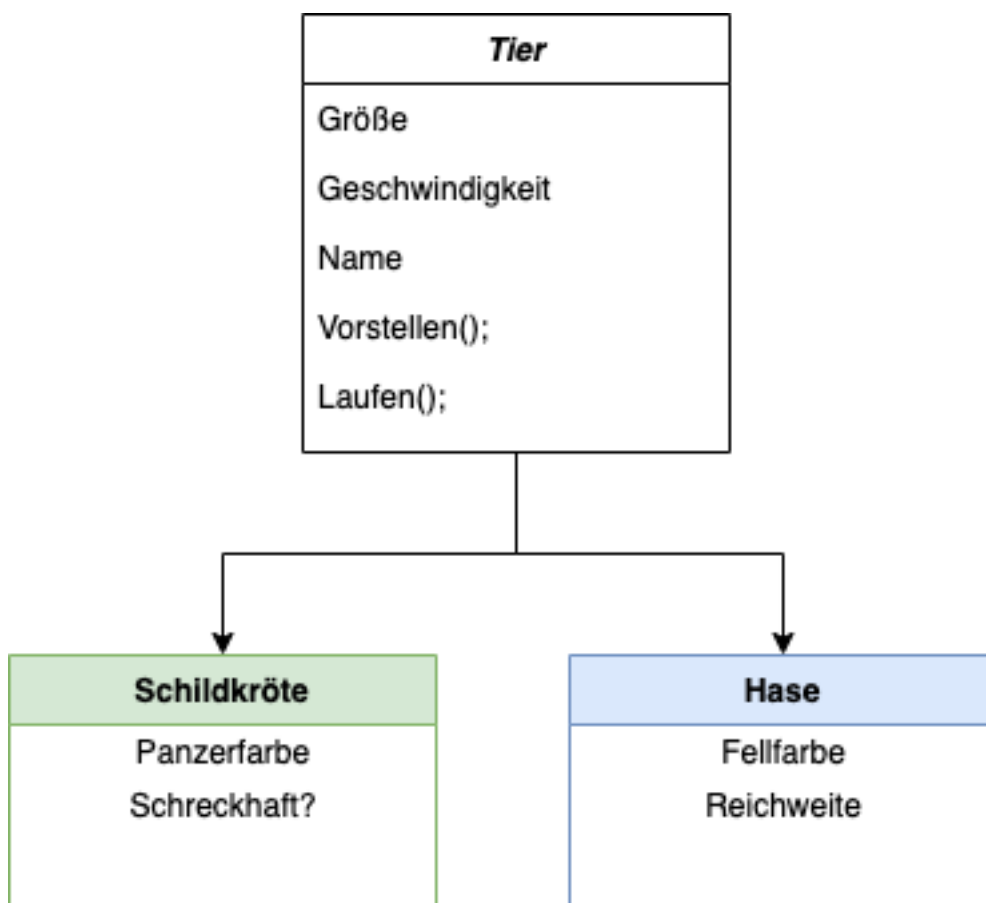 Tier
Größe
Geschwindigkeit
Name
Vorstellen();
Laufen();
Schildkröte
Panzerfarbe
Schreckhaft?
Hase
Fellfarbe
Reichweite